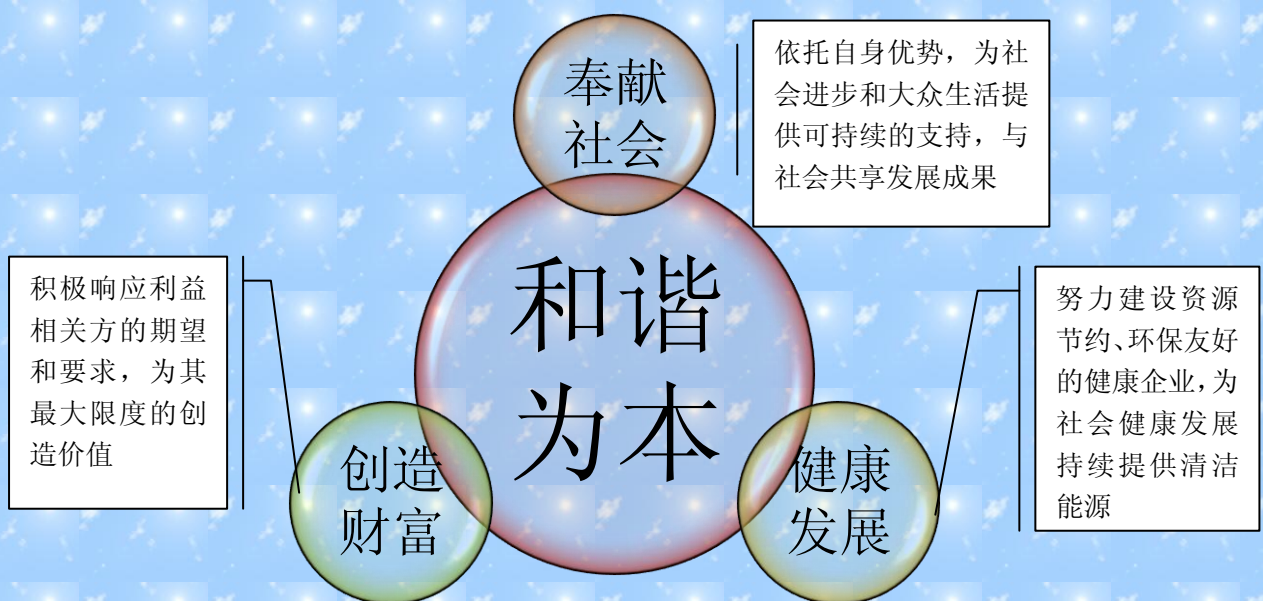 奉献
社会
依托自身优势，为社
会进步和大众生活提
供可持续的支持，与
社会共享发展成果
和谐
为本
积极响应利益
相关方的期望
和要求，为其
最大限度的创
造价值
创造
财富
健康
发展
努力建设资源
节约、环保友好
的健康企业，为
社会健康发展
持续提供清洁
能源